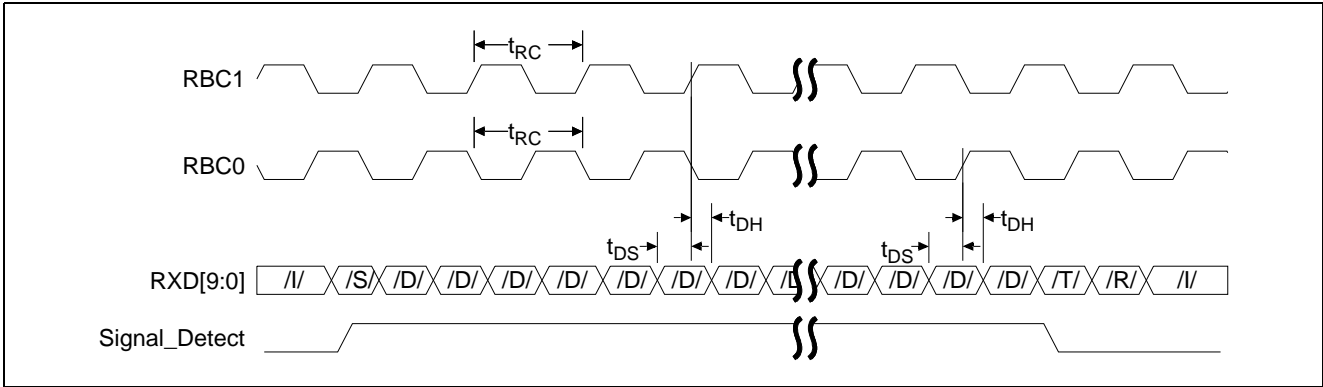 tRC
RBC1
tRC
RBC0
tDH
tDH
tDS
tDS
RXD[9:0] /I/ /S/ /D/ /D/ /D/ /D/ /D/ /D/ /D/ /D/ /D/ /D/ /D/ /T/ /R/ /I/
Signal_Detect